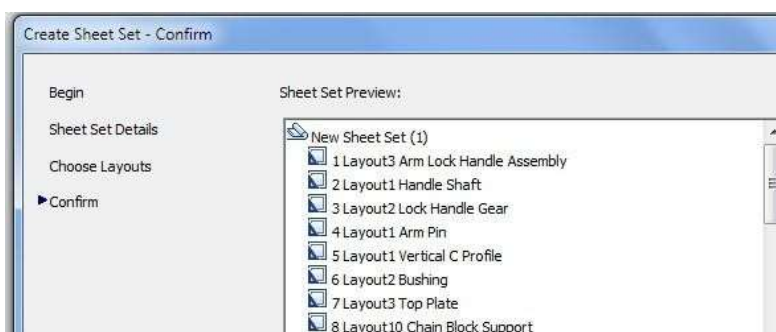 Create Sheet Set - Confirm
Begin
Sheet Set Details
Choose Layouts
Confirm
Sheet Set Preview:
New Sheet Set (1)
1 Layout3 Arm Lock Handle Assembly
2 Layout1 Handle Shaft
3 Layout2 Lock Handle Gear
4 Layout1 Arm Pin
5 Layout1 Vertical C Profile
6 Layout2 Bushing
7 Layout3 Top Plate
8 Layout10 Chain Block Support